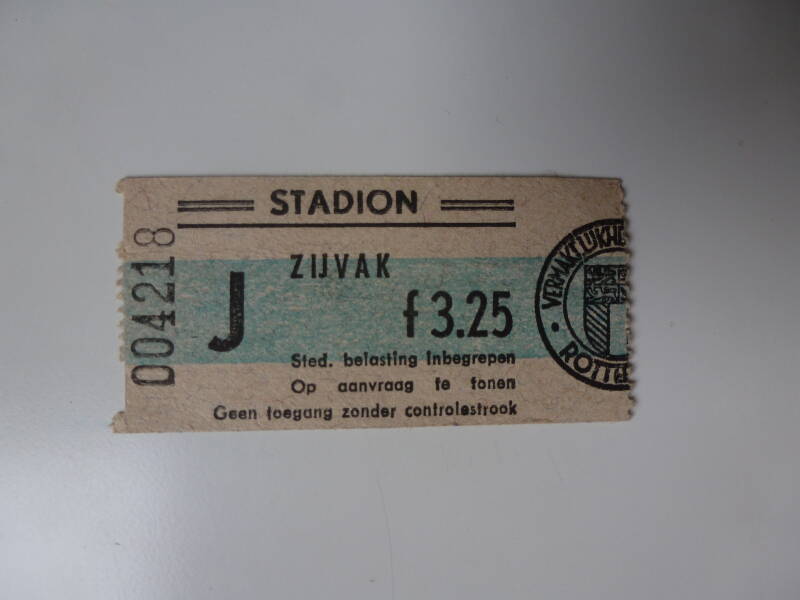 STADION
004218
ZIJVAK
J
f 3.25
Sted. belasting inbegrepen
Op aanvraag te tonen
Geen toegang zonder controlestrook